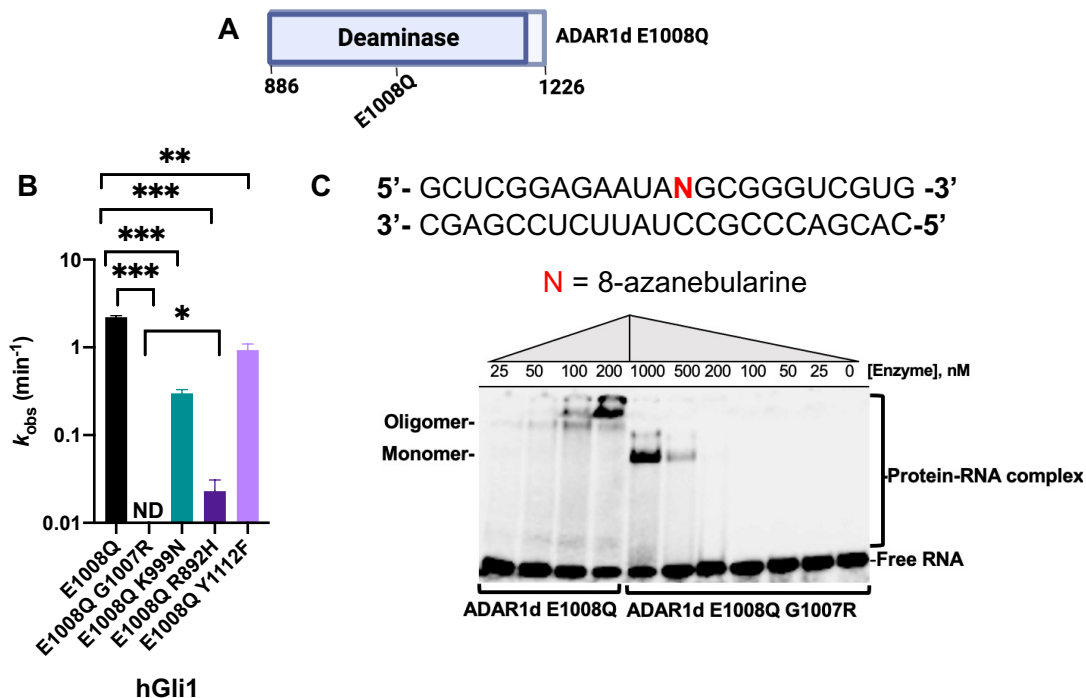 A
Deaminase
ADAR1d E1008Q
886
E1008Q
1226
B
**
***
***
***
*
10
1
0.1
0.01
k obs (min-1)
ND
E1008Q
E1008Q G1007R
E1008Q K999N
E1008Q R892H
E1008Q Y1112F
hGli1
C
5'- GCUCGGAGAAUANGCGGGUCGUG -3'
3'- CGAGCCUCUUAUCCGCCCAGCAC-5'
N = 8-azanebularine
25 50 100 200 1000 500 200 100 50 25 0 [Enzyme], nM
Oligomer-
Monomer-
-Protein-RNA complex
-Free RNA
ADAR1d E1008Q
ADAR1d E1008Q G1007R